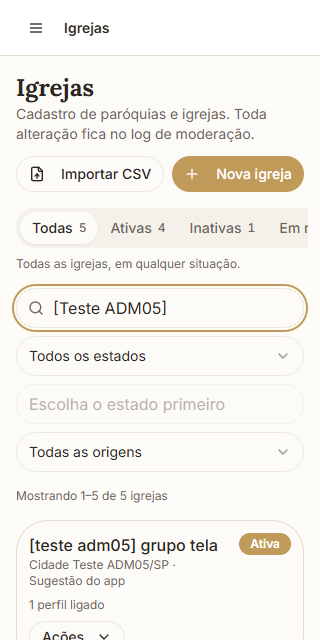 Igrejas
Igrejas
Cadastro de paróquias e igrejas. Toda
alteração fica no log de moderação.
Importar CSV
Nova igreja
Todas 5
Ativas 4
Inativas 1
Em
Todas as igrejas, em qualquer situação.
[Teste ADM05]
Todos os estados
Escolha o estado primeiro
Todas as origens
Mostrando 1–5 de 5 igrejas
[teste adm05] grupo tela
Ativa
Cidade Teste ADM05/SP ·
Sugestão do app
1 perfil ligado
Ações